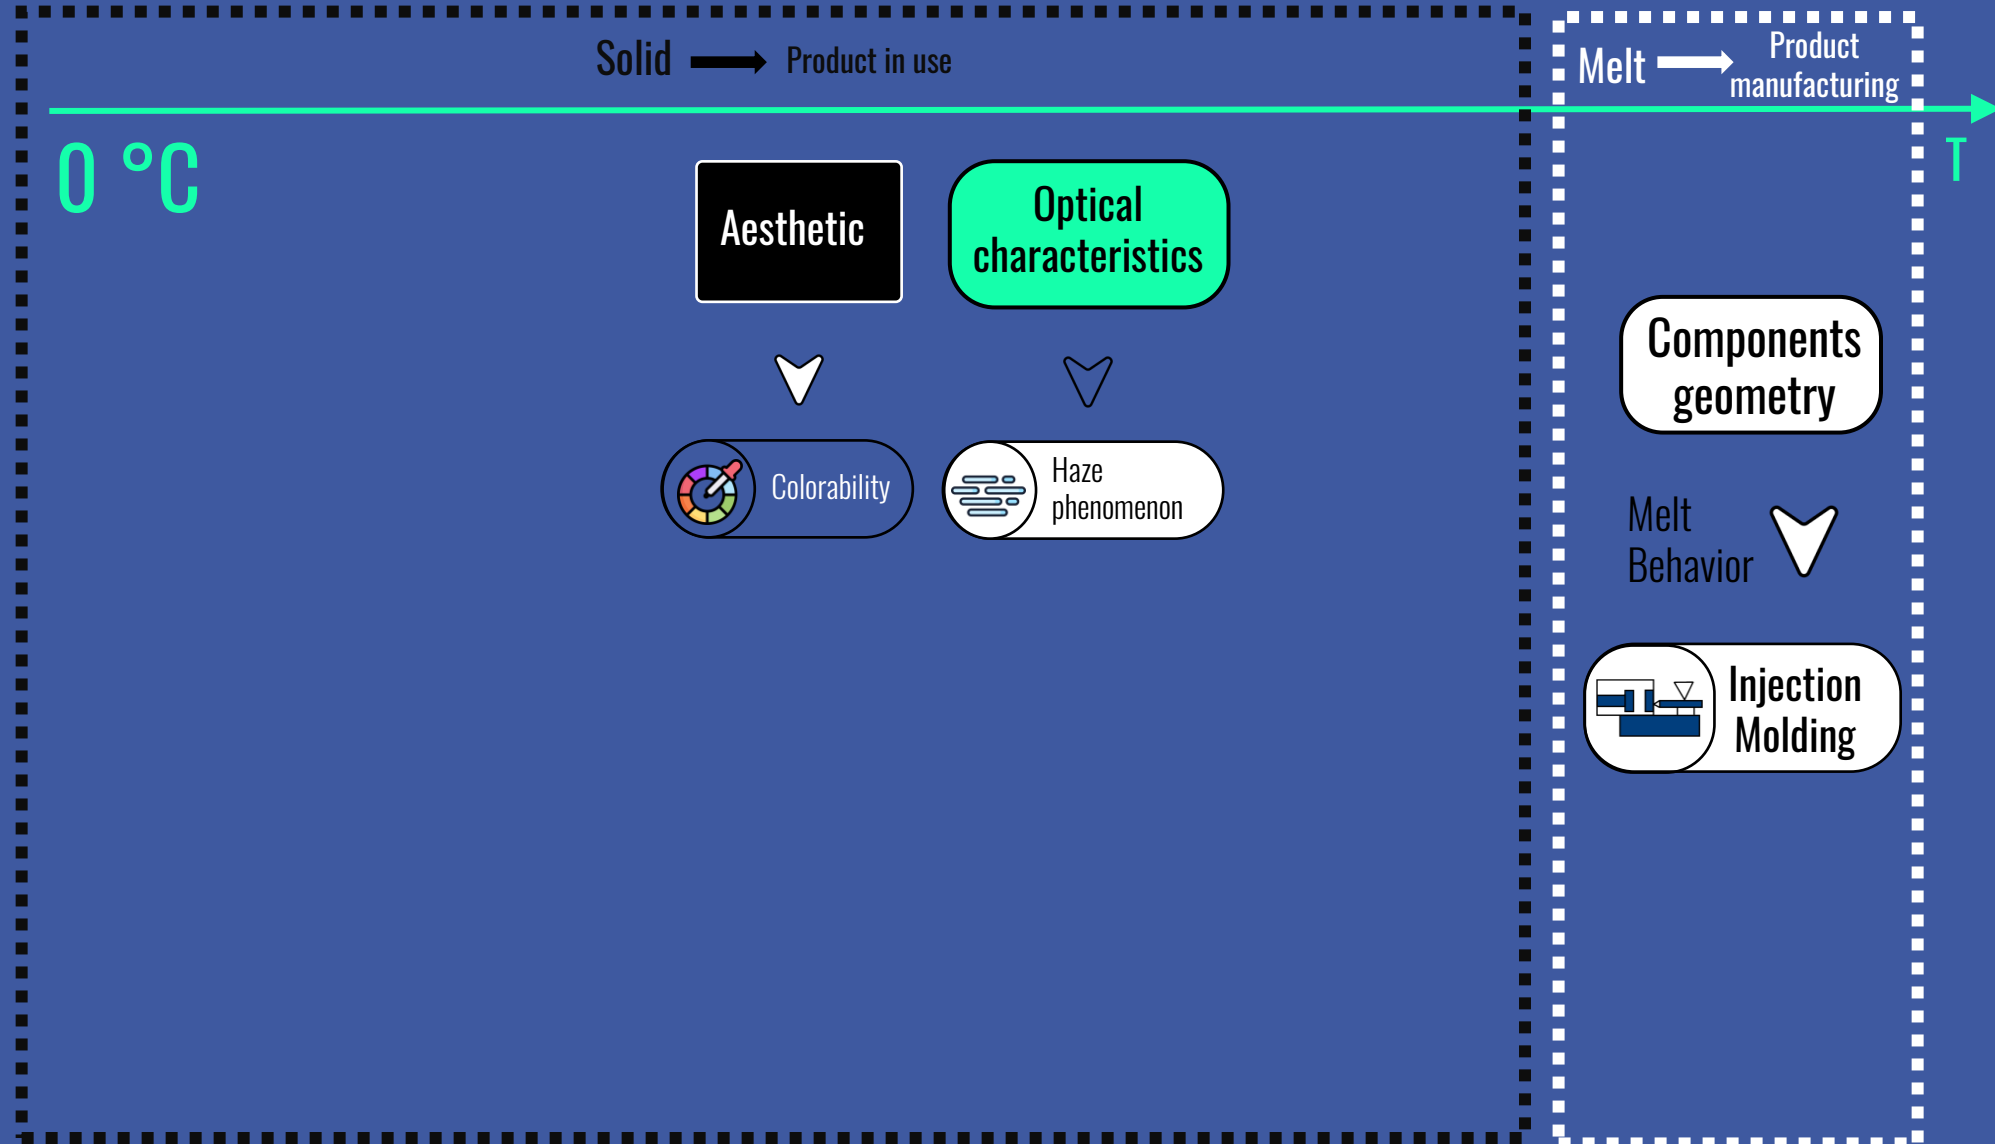 Solid
Product in use
Melt
Product
manufacturing
0 °C
T
Aesthetic
Optical
characteristics
Colorability
Haze
phenomenon
Components
geometry
Melt
Behavior
Injection
Molding